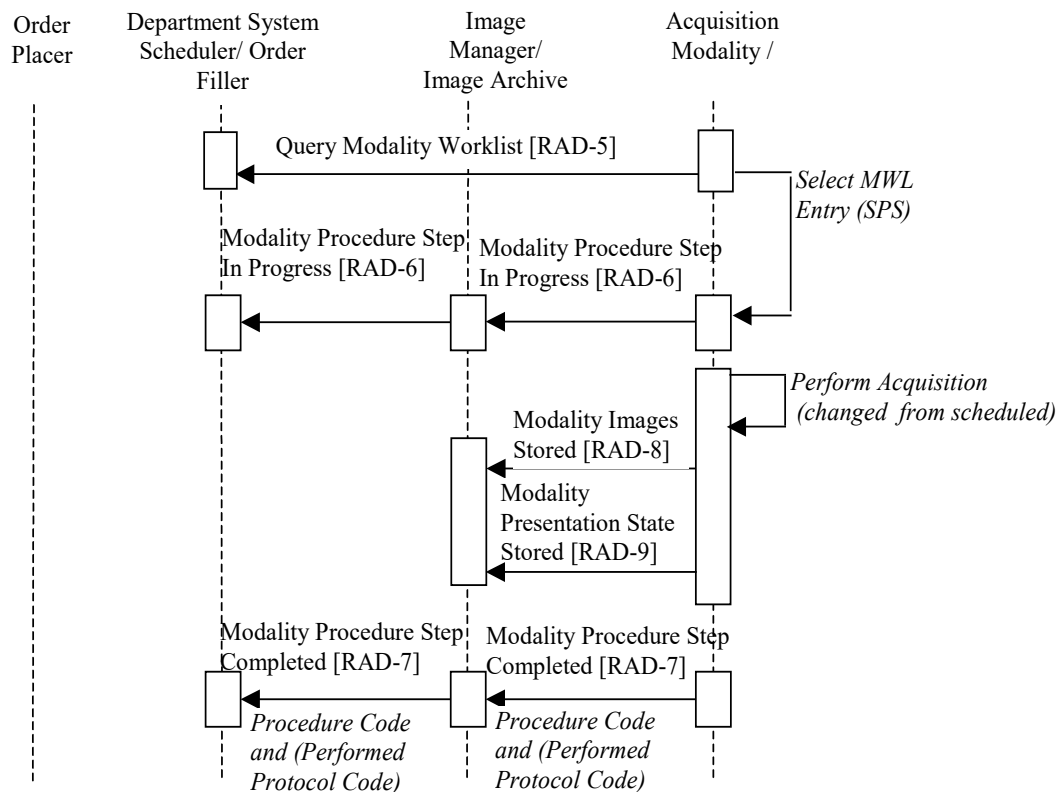 Order
Placer
Department System
Scheduler/ Order
Filler
Image
Manager/
Image Archive
Acquisition
Modality /
Query Modality Worklist [RAD-5]
Select MWL
Entry (SPS)
Modality Procedure Step
In Progress [RAD-6]
Modality Procedure Step
In Progress [RAD-6]
Perform Acquisition
(changed from scheduled)
Modality Images
Stored [RAD-8]
Modality
Presentation State
Stored [RAD-9]
Modality Procedure Step
Completed [RAD-7]
Modality Procedure Step
Completed [RAD-7]
Procedure Code
and (Performed
Protocol Code)
Procedure Code
and (Performed
Protocol Code)